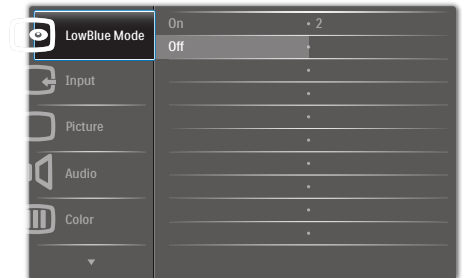 LowBlue Mode
On • 2
Off •
Input
Picture
Audio
Color